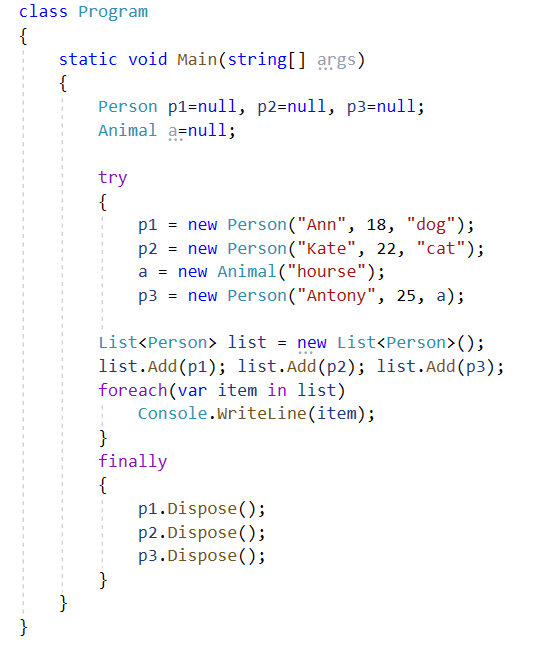 class Program
{
static void Main(string[] args)
{
Person p1=null, p2=null, p3=null;
Animal a=null;
try
{
p1 = new Person("Ann", 18, "dog");
p2 = new Person("Kate", 22, "cat");
a = new Animal("hourse");
p3 = new Person("Antony", 25, a);
List<Person> list = new List<Person>();
list.Add(p1); list.Add(p2); list.Add(p3);
foreach(var item in list)
Console.WriteLine(item);
}
finally
{
p1.Dispose();
p2.Dispose();
p3.Dispose();
}
}
}